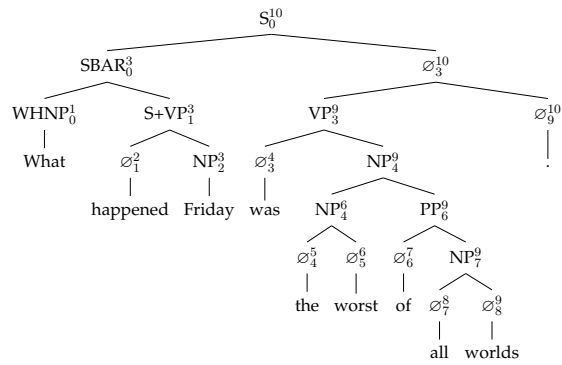 S₀¹⁰
SBAR₀³ ∅₃¹⁰
WHNP₀¹ S+VP₁³ VP₃⁹ ∅₉¹⁰
What ∅₁² NP₂³ ∅₃⁴ NP₄⁹ .
happened Friday was NP₄⁶ PP₆⁹
∅₄⁵ ∅₅⁶ ∅₆⁷ NP₇⁹
the worst of ∅₇⁸ ∅₈⁹
all worlds